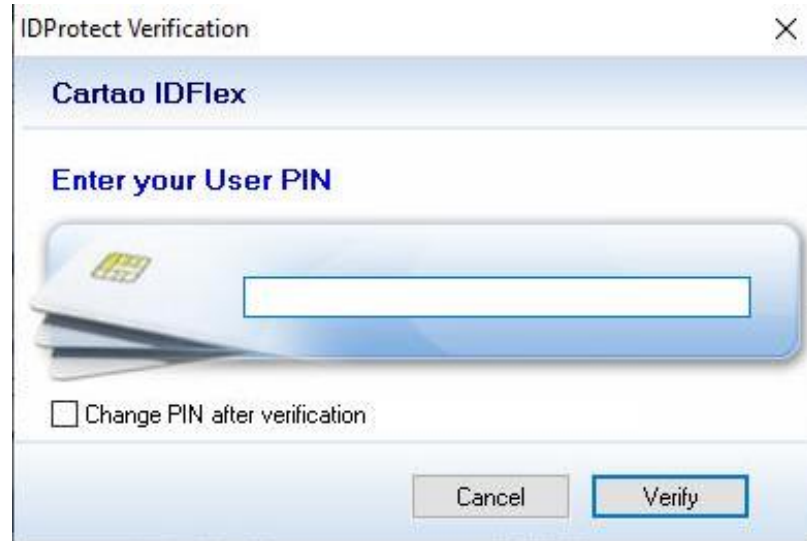 IDProtect Verification
Cartao IDFlex
Enter your User PIN
Change PIN after verification
Cancel Verify